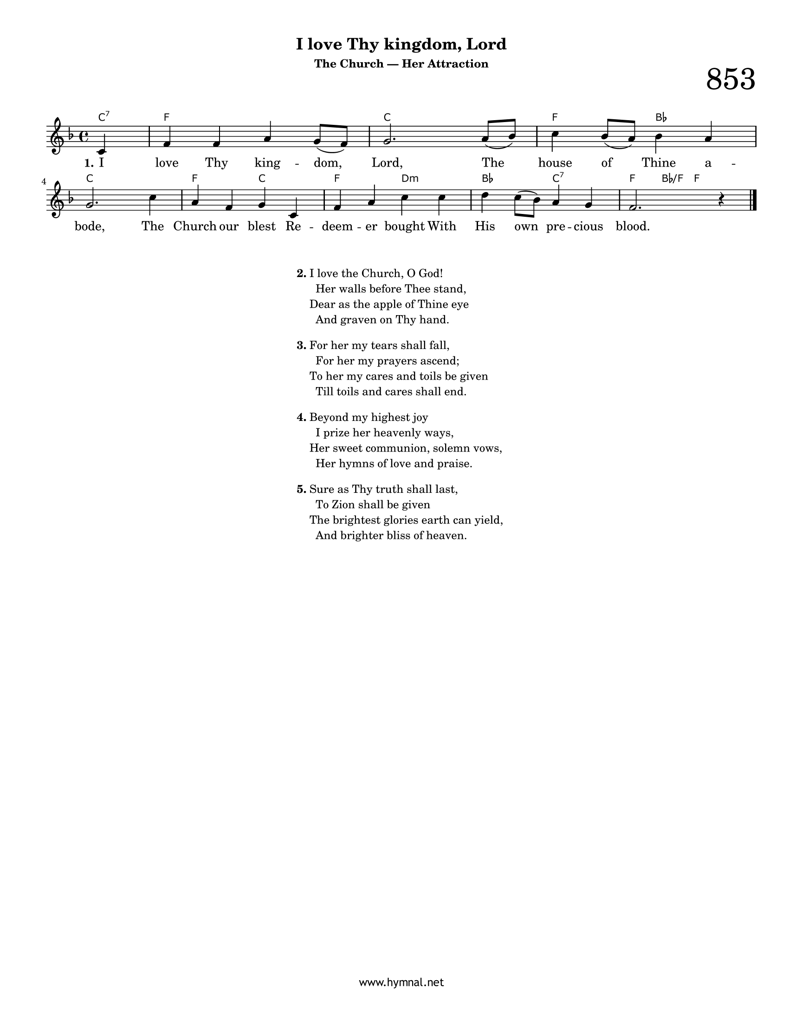 I love Thy kingdom, Lord
The Church — Her Attraction
853
C7 F C F B♭
1. I love Thy king - dom, Lord, The house of Thine a -
4
C F C F Dm B♭ C7 F B♭/F F
bode, The Church our blest Re - deem - er bought With His own pre - cious blood.
2. I love the Church, O God!
Her walls before Thee stand,
Dear as the apple of Thine eye
And graven on Thy hand.
3. For her my tears shall fall,
For her my prayers ascend;
To her my cares and toils be given
Till toils and cares shall end.
4. Beyond my highest joy
I prize her heavenly ways,
Her sweet communion, solemn vows,
Her hymns of love and praise.
5. Sure as Thy truth shall last,
To Zion shall be given
The brightest glories earth can yield,
And brighter bliss of heaven.
www.hymnal.net